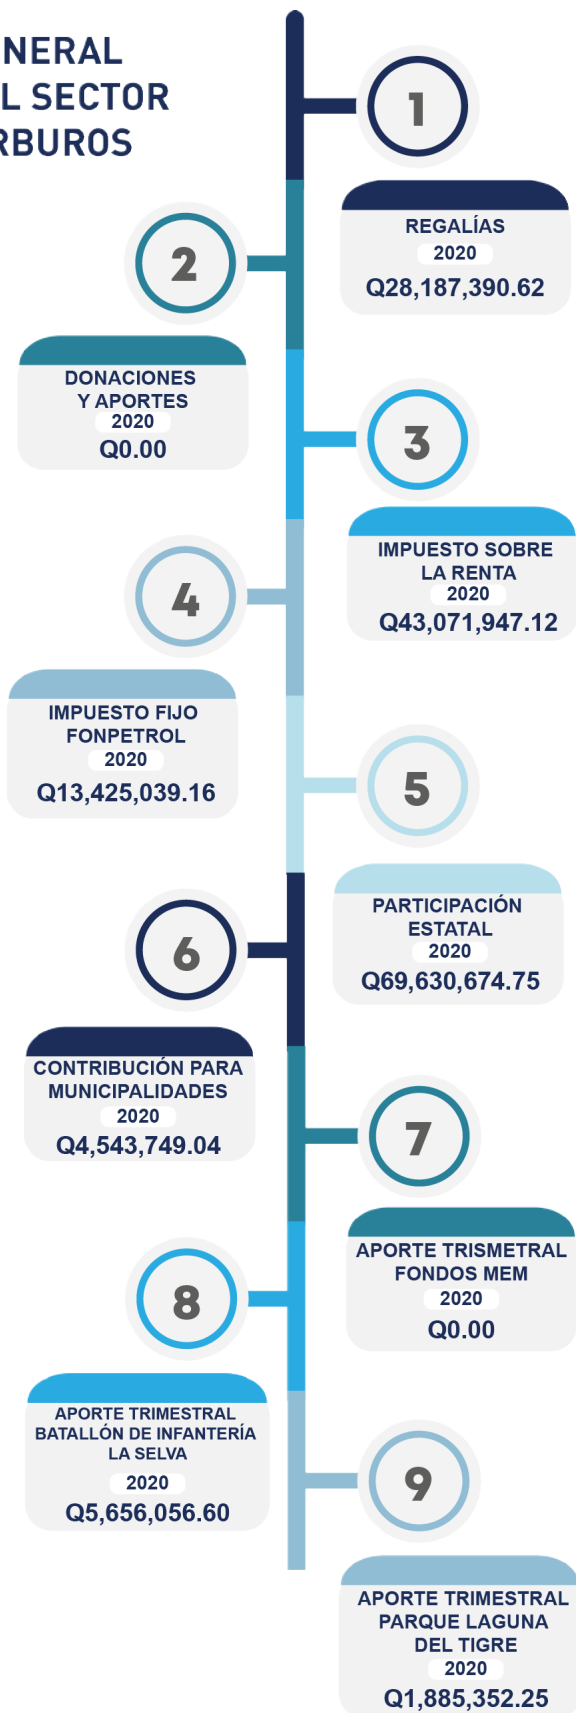 NERAL
L SECTOR
RBUROS
1
REGALÍAS
2020
Q28,187,390.62
2
DONACIONES
Y APORTES
2020
Q0.00
3
IMPUESTO SOBRE
LA RENTA
2020
Q43,071,947.12
4
IMPUESTO FIJO
FONPETROL
2020
Q13,425,039.16
5
PARTICIPACIÓN
ESTATAL
2020
Q69,630,674.75
6
CONTRIBUCIÓN PARA
MUNICIPALIDADES
2020
Q4,543,749.04
7
APORTE TRISMETRAL
FONDOS MEM
2020
Q0.00
8
APORTE TRIMESTRAL
BATALLÓN DE INFANTERÍA
LA SELVA
2020
Q5,656,056.60
9
APORTE TRIMESTRAL
PARQUE LAGUNA
DEL TIGRE
2020
Q1,885,352.25